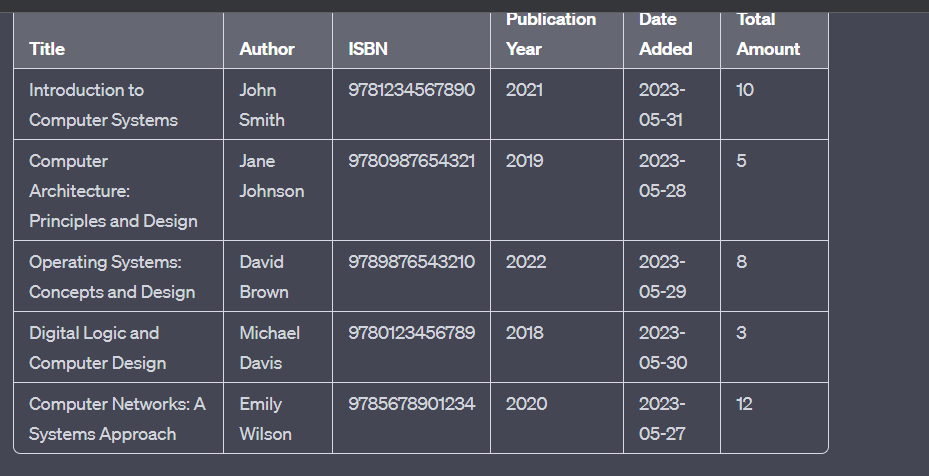 Title Author ISBN Publication Year Date Added Total Amount
Introduction to Computer Systems John Smith 9781234567890 2021 2023-05-31 10
Computer Architecture: Principles and Design Jane Johnson 9780987654321 2019 2023-05-28 5
Operating Systems: Concepts and Design David Brown 9789876543210 2022 2023-05-29 8
Digital Logic and Computer Design Michael Davis 9780123456789 2018 2023-05-30 3
Computer Networks: A Systems Approach Emily Wilson 9785678901234 2020 2023-05-27 12